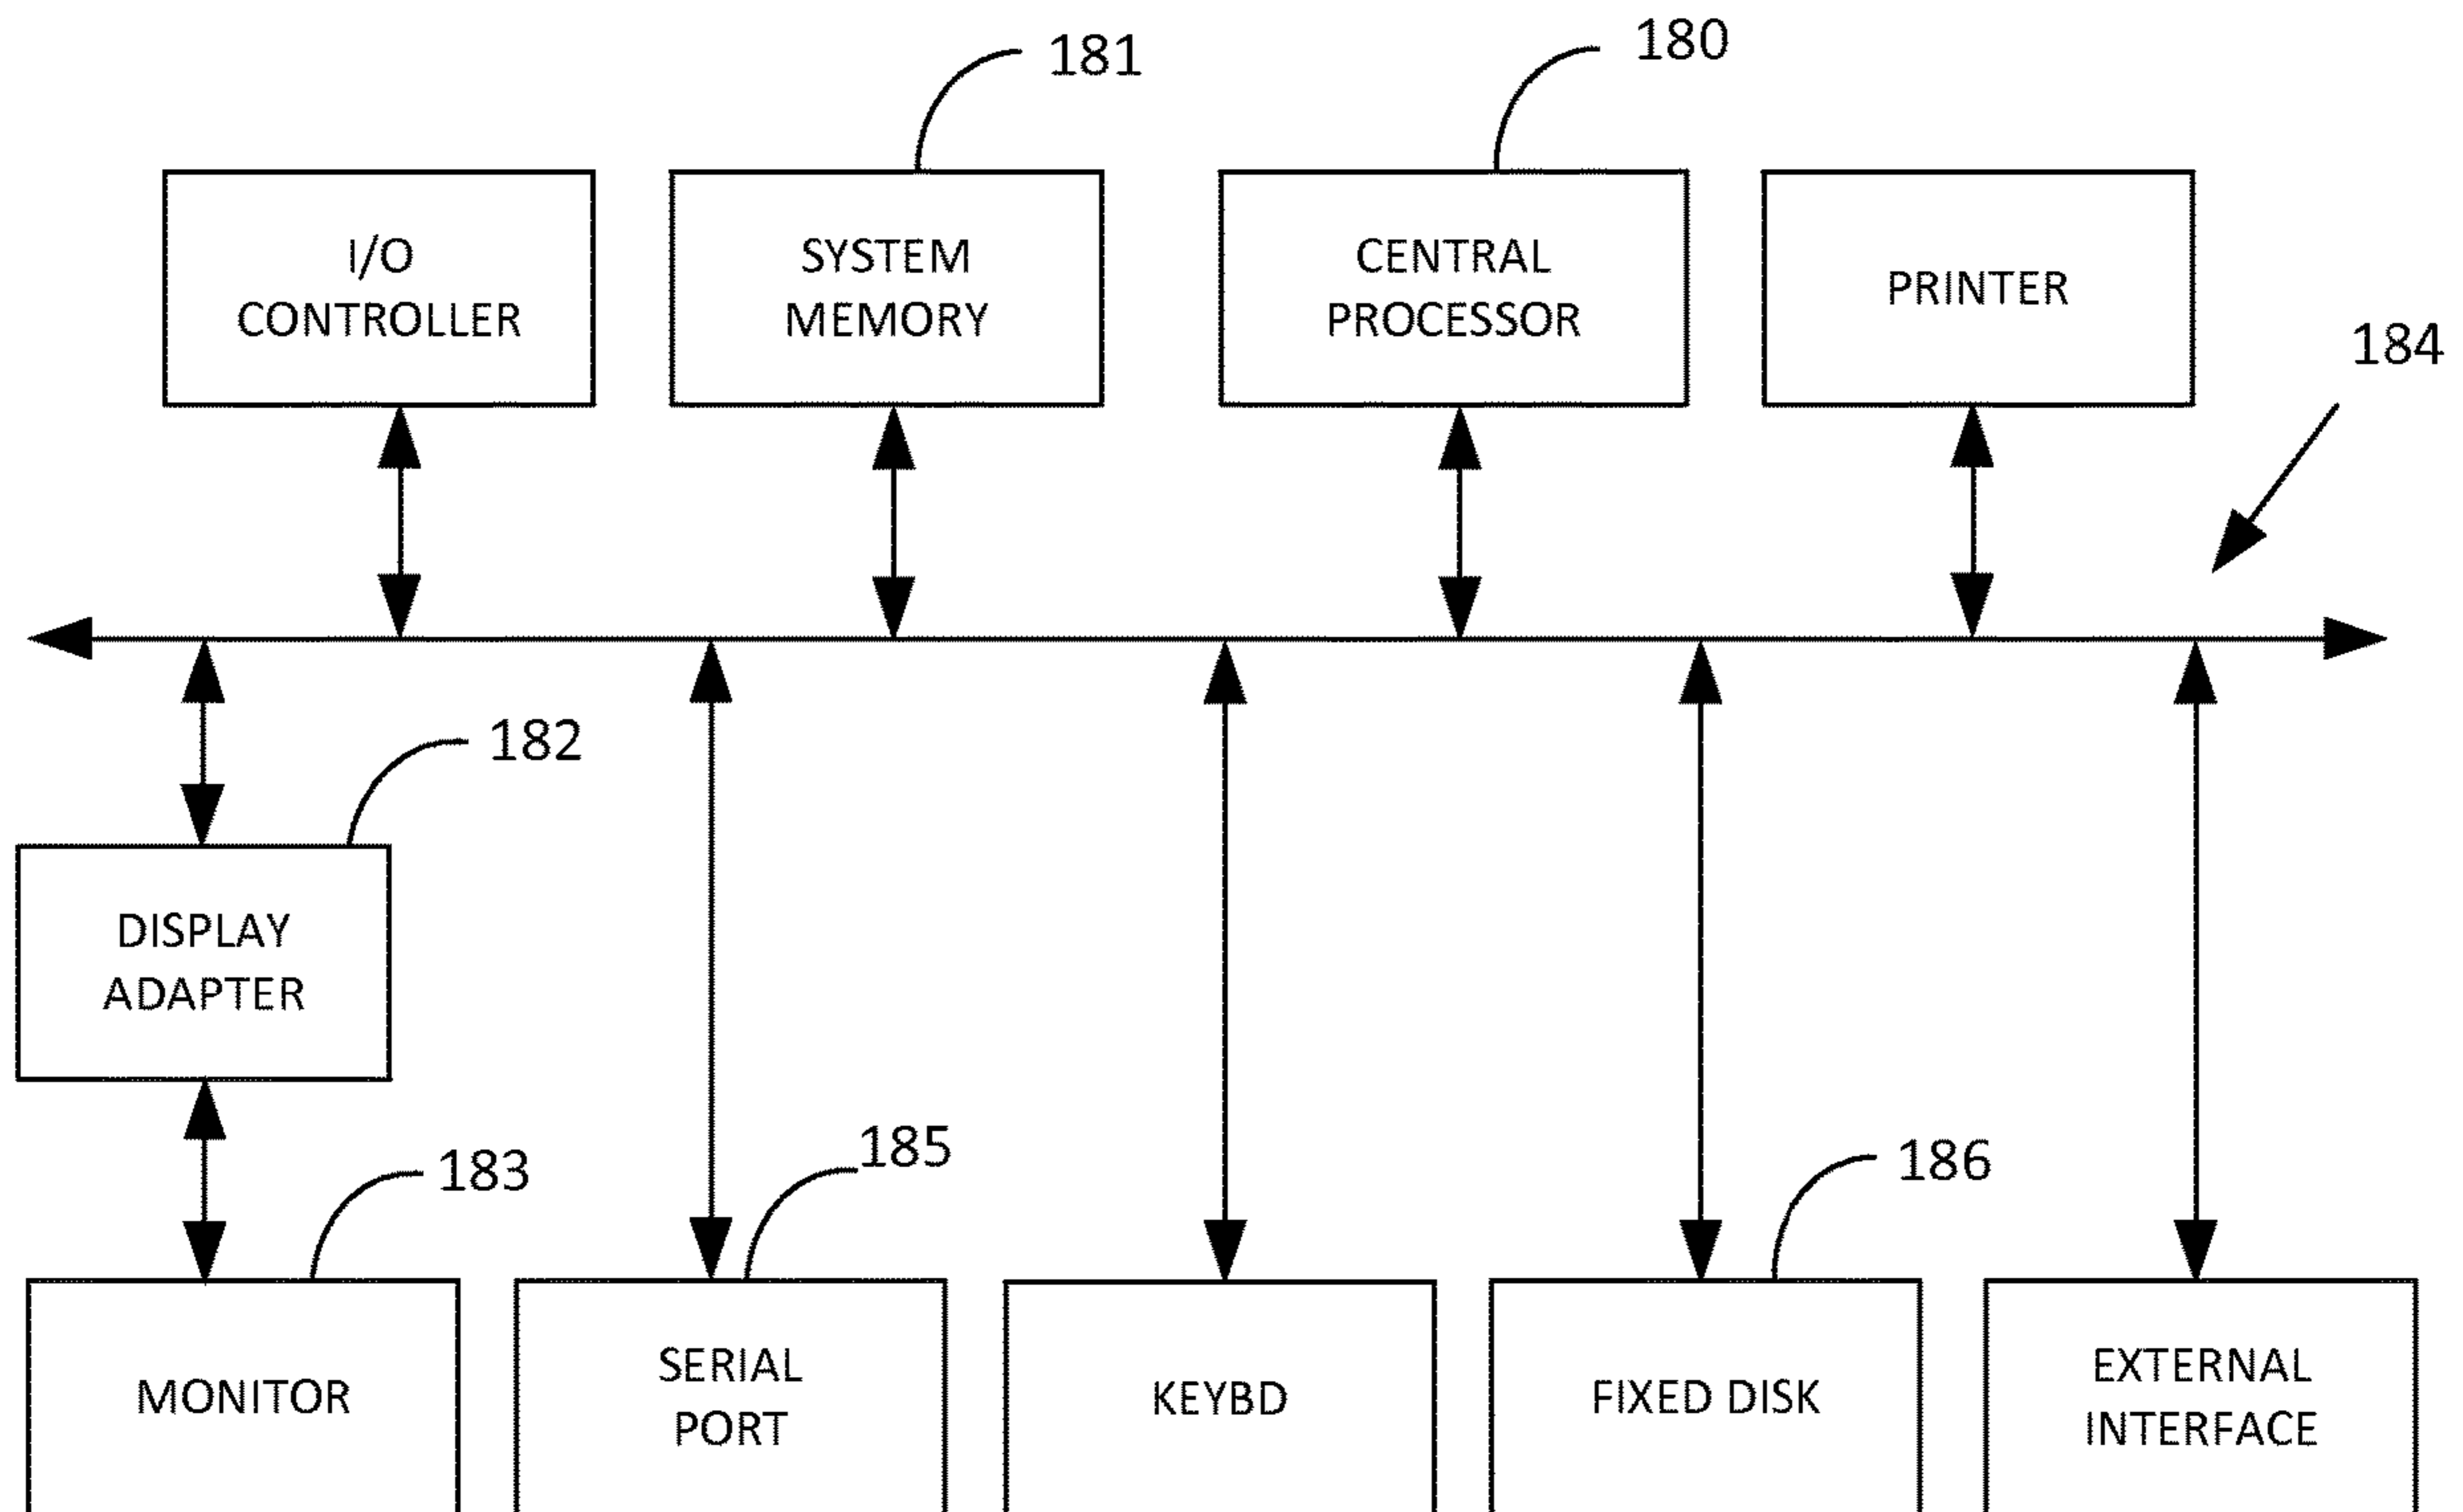 181
180
I/O
CONTROLLER
SYSTEM
MEMORY
CENTRAL
PROCESSOR
PRINTER
184
182
DISPLAY
ADAPTER
183
185
186
MONITOR
SERIAL
PORT
KEYBD
FIXED DISK
EXTERNAL
INTERFACE